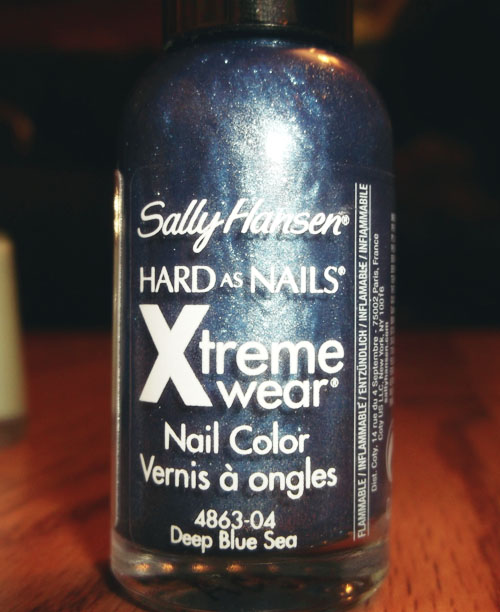 Sally Hansen®
HARD AS NAILS®
Xtreme
wear®
Nail Color
Vernis à ongles
4863-04
Deep Blue Sea
FLAMMABLE / INFLAMMABLE / ENTZÜNDLICH / INFLAMABLE / INFIAMMABILE
Dist. Coty, 14 rue du 4 Septembre - 75002 Paris, France
Coty US LLC, New York, NY 10016
sallyhansen.com